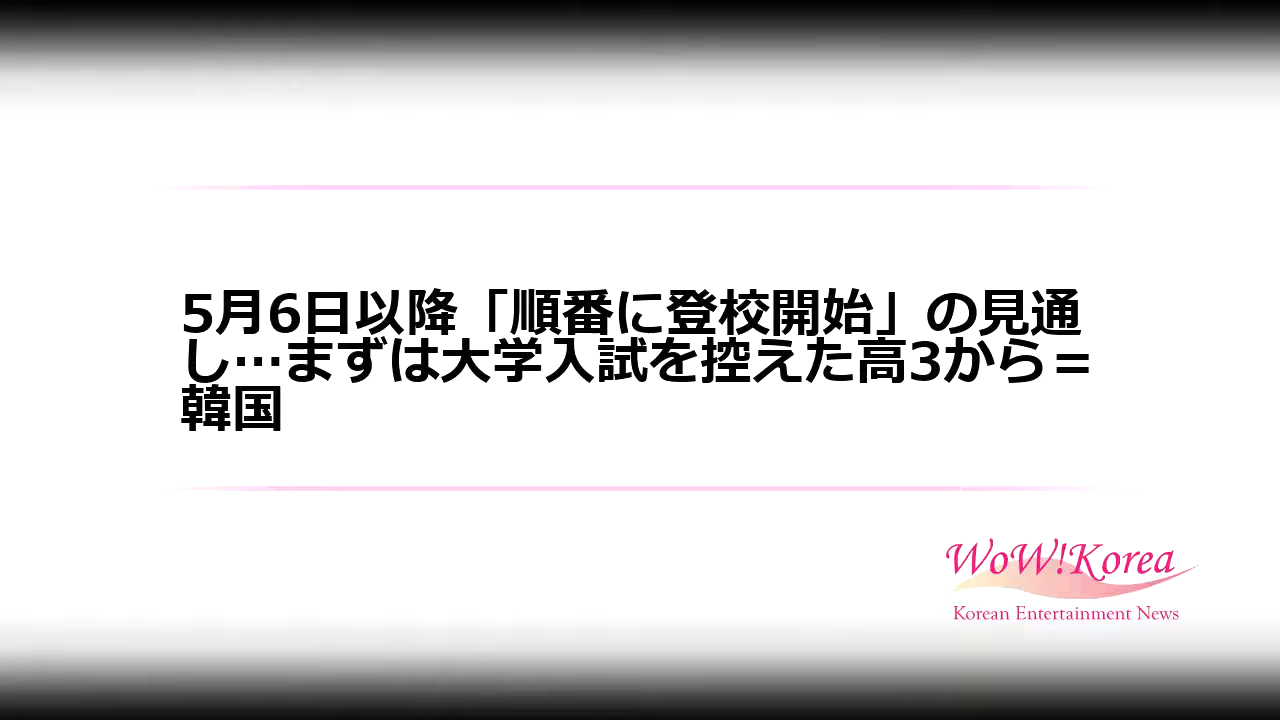 5月6日以降「順番に登校開始」の見通
し…まずは大学入試を控えた高3から＝
韓国
WoW!Korea
Korean Entertainment News